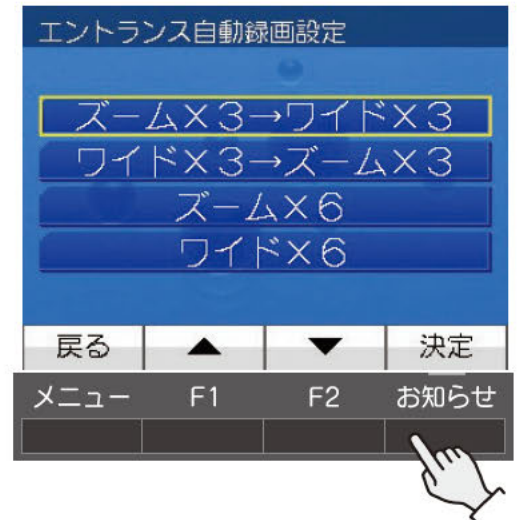 エントランス自動録画設定
ズーム×3→ワイド×3
ワイド×3→ズーム×3
ズーム×6
ワイド×6
戻る ▲ ▼ 決定
メニュー F1 F2 お知らせ